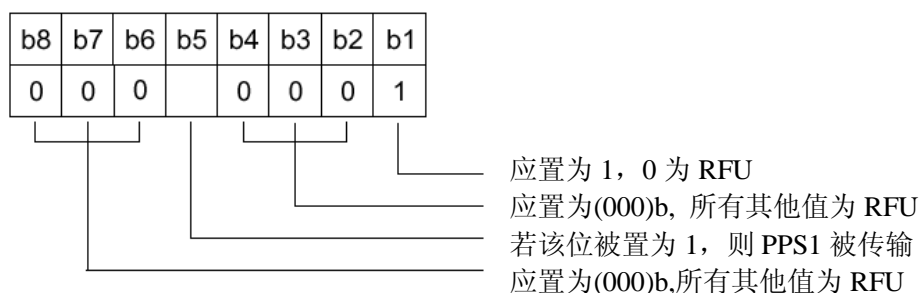 b8 b7 b6 b5 b4 b3 b2 b1
0 0 0 0 0 0 1
应置为 1，0 为 RFU
应置为(000)b, 所有其他值为 RFU
若该位被置为 1，则 PPS1 被传输
应置为(000)b,所有其他值为 RFU